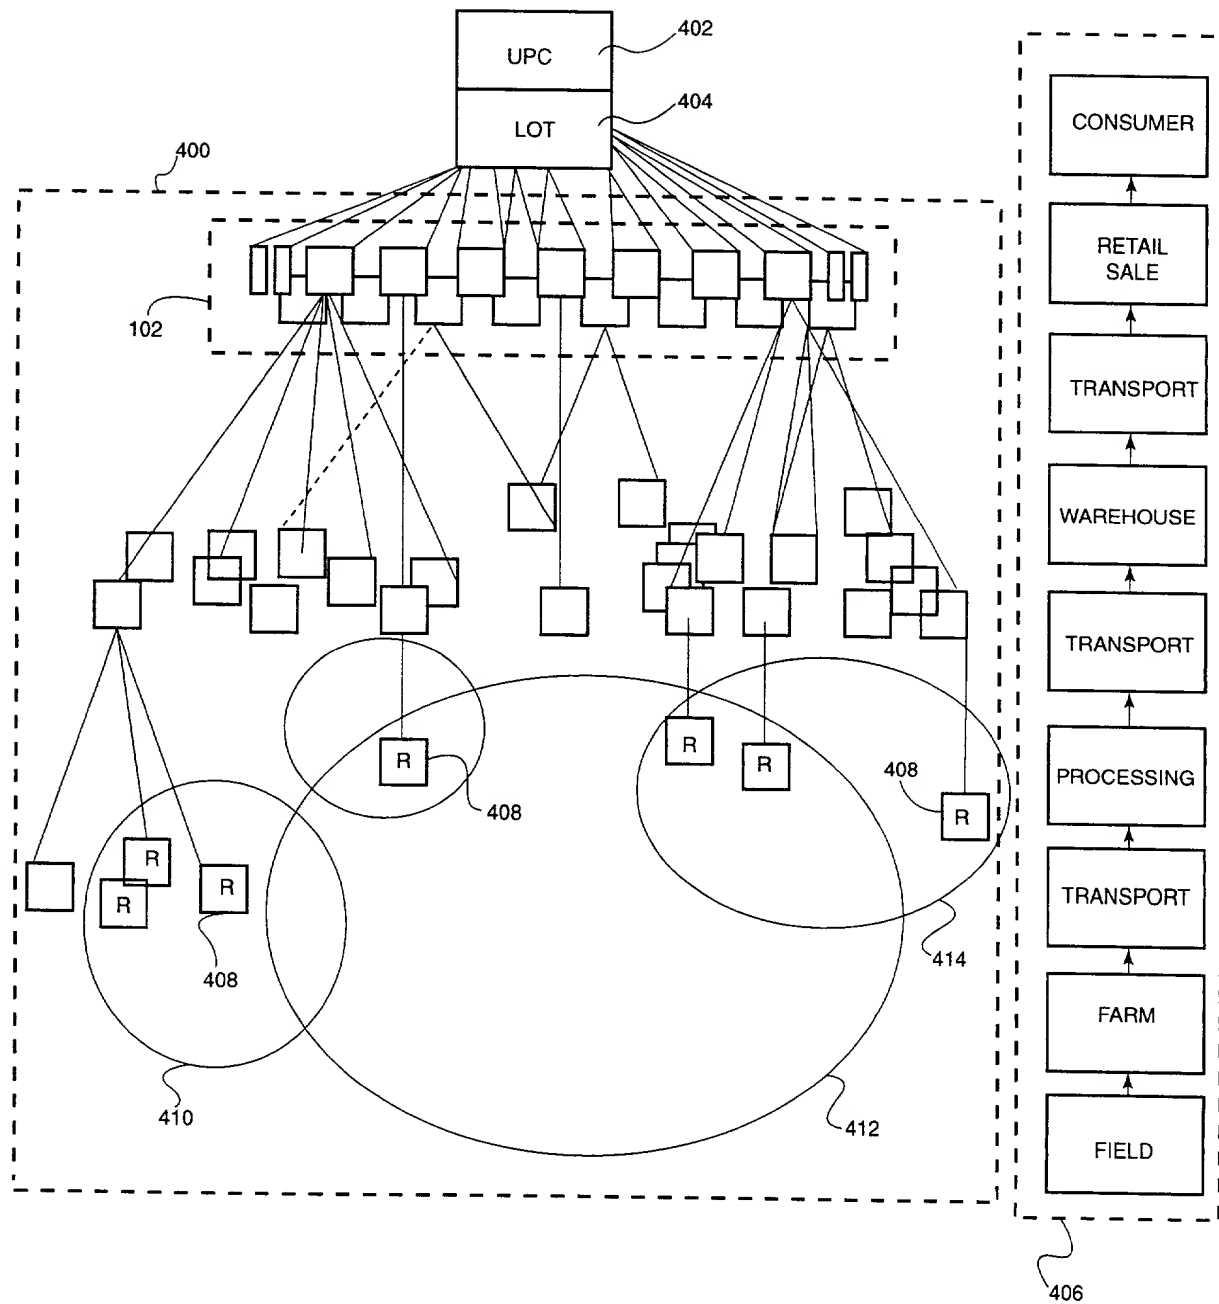 402
UPC
404
LOT
400
102
R
R
R
408
R
408
R
R
R
408
414
410
412
CONSUMER
RETAIL
SALE
TRANSPORT
WAREHOUSE
TRANSPORT
PROCESSING
TRANSPORT
FARM
FIELD
406